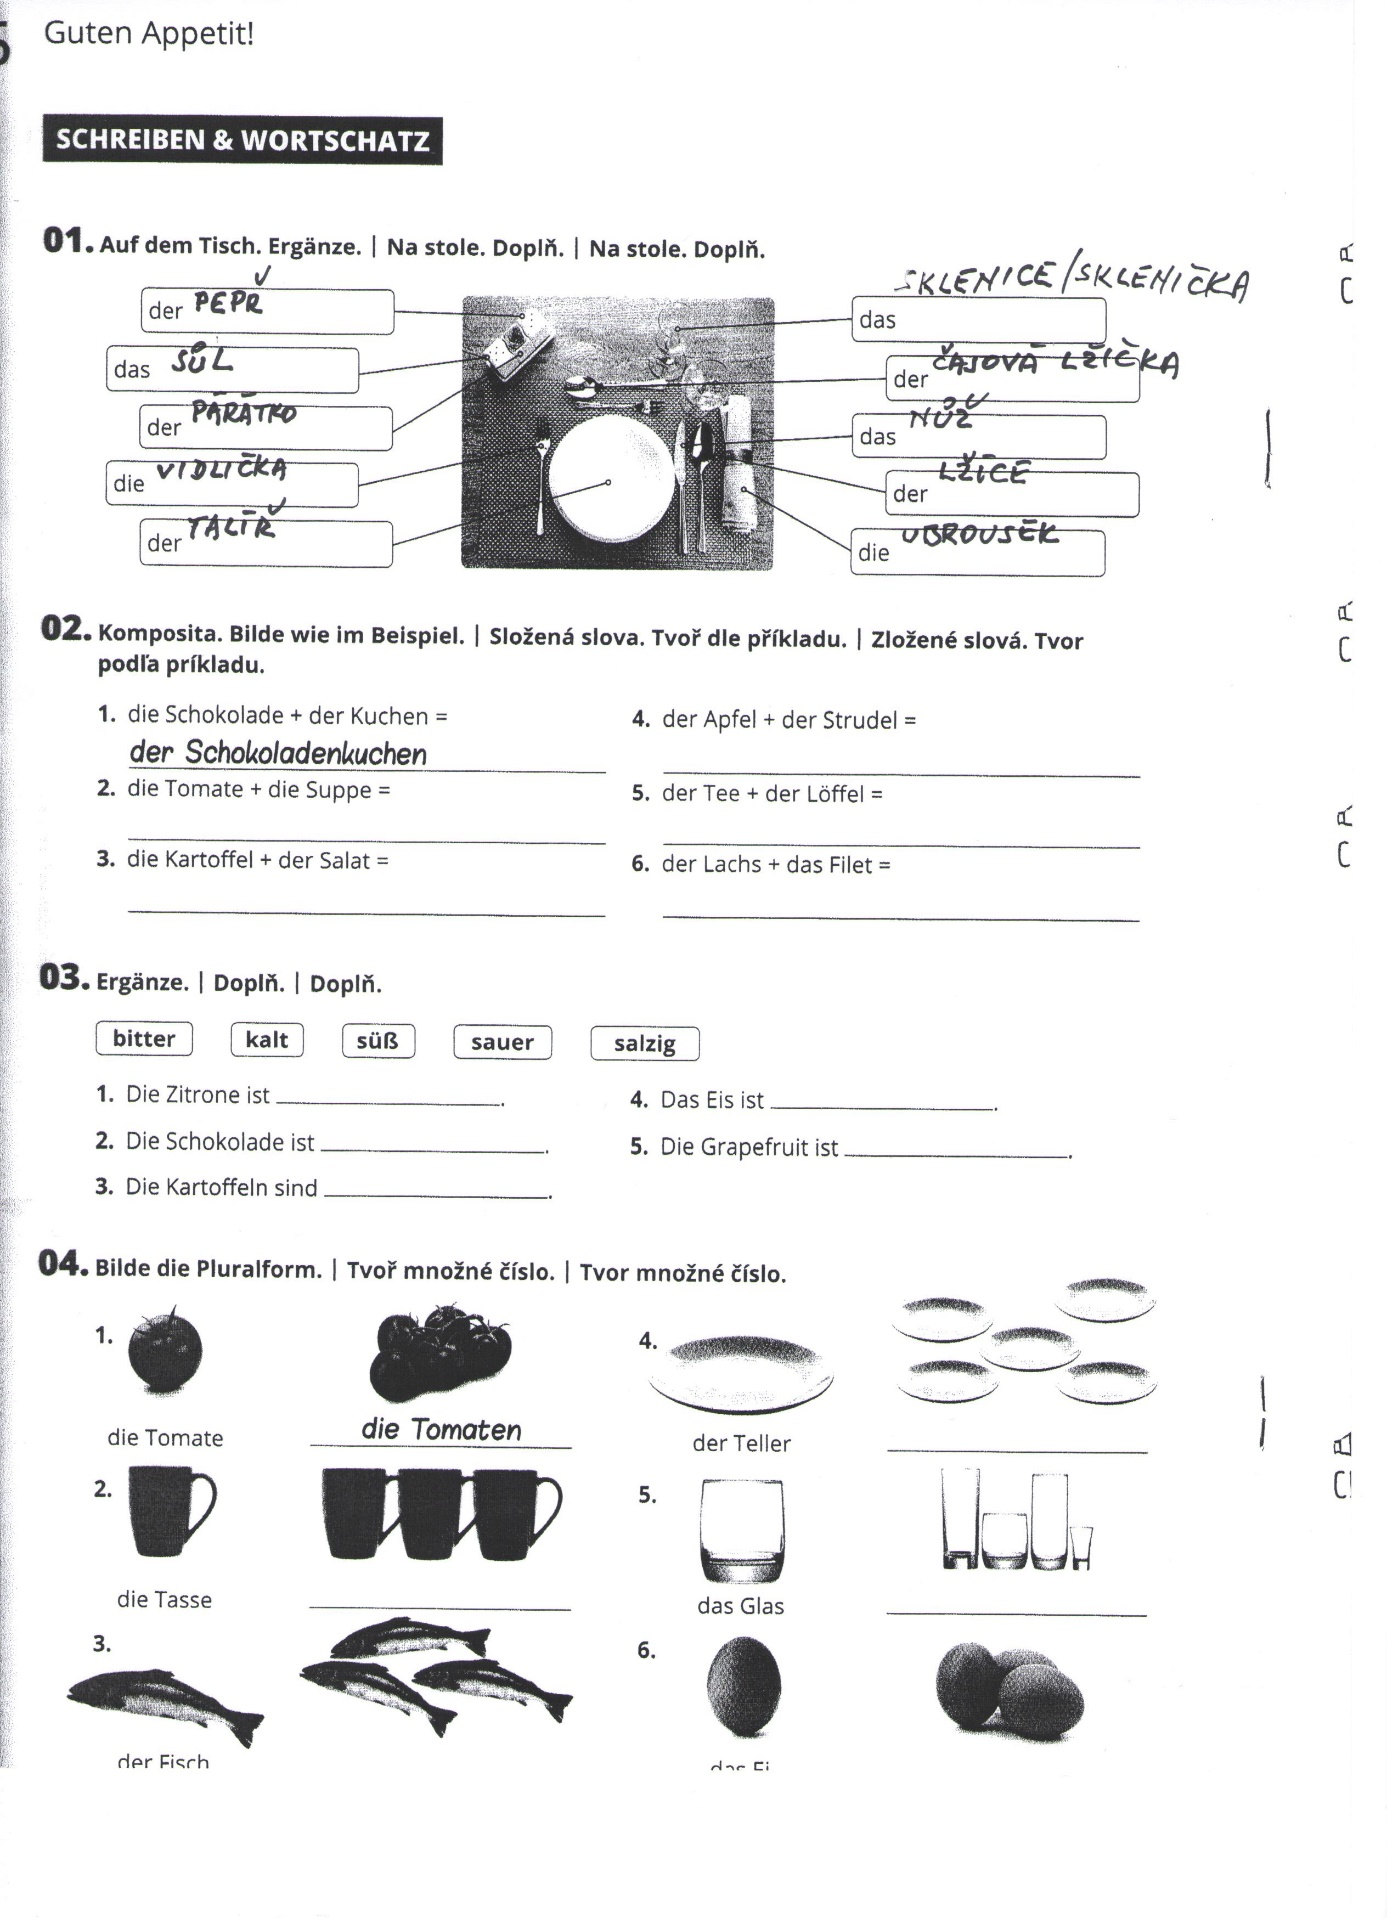 Guten Appetit!
SCHREIBEN & WORTSCHATZ
01. Auf dem Tisch. Ergänze. | Na stole. Doplň. | Na stole. Doplň.
SKLENICE/SKLENIČKA
der PEPŘ
das
das SŮL
der ČAJOVÁ LŽIČKA
der PÁRÁTKO
das NŮŽ
die VIDLIČKA
der LŽÍCE
der TALÍŘ
die UBROUSEK
02. Komposita. Bilde wie im Beispiel. | Složená slova. Tvoř dle příkladu. | Zložené slová. Tvor
podľa príkladu.
1. die Schokolade + der Kuchen =
der Schokoladenkuchen
2. die Tomate + die Suppe =
3. die Kartoffel + der Salat =
4. der Apfel + der Strudel =
5. der Tee + der Löffel =
6. der Lachs + das Filet =
03. Ergänze. | Doplň. | Doplň.
bitter kalt süß sauer salzig
1. Die Zitrone ist ____________.
2. Die Schokolade ist ____________.
3. Die Kartoffeln sind ____________.
4. Das Eis ist ____________.
5. Die Grapefruit ist ____________.
04. Bilde die Pluralform. | Tvoř množné číslo. | Tvor množné číslo.
1.
die Tomate
die Tomaten
2.
die Tasse
3.
der Fisch
4.
der Teller
5.
das Glas
6.
das Ei